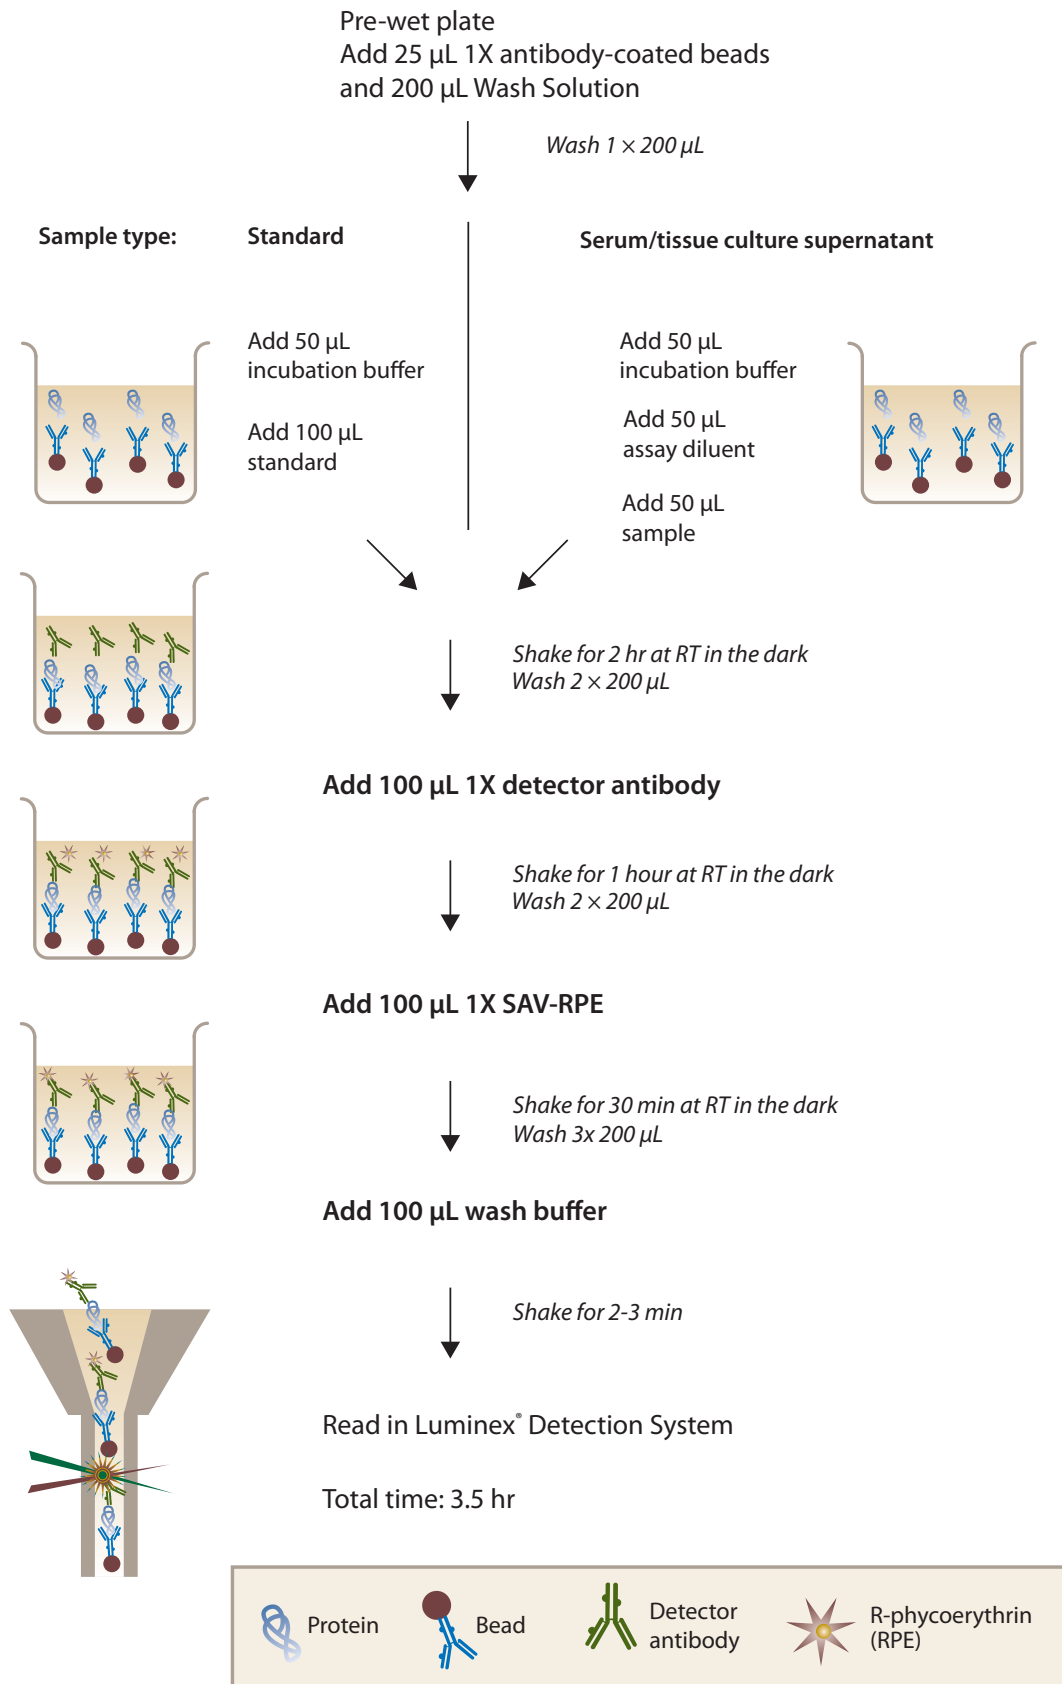 Pre-wet plate
Add 25 µL 1X antibody-coated beads
and 200 µL Wash Solution
Wash 1 × 200 µL
Sample type:
Standard
Serum/tissue culture supernatant
Add 50 µL
incubation buffer
Add 100 µL
standard
Add 50 µL
incubation buffer
Add 50 µL
assay diluent
Add 50 µL
sample
Shake for 2 hr at RT in the dark
Wash 2 × 200 µL
Add 100 µL 1X detector antibody
Shake for 1 hour at RT in the dark
Wash 2 × 200 µL
Add 100 µL 1X SAV-RPE
Shake for 30 min at RT in the dark
Wash 3x 200 µL
Add 100 µL wash buffer
Shake for 2-3 min
Read in Luminex® Detection System
Total time: 3.5 hr
Protein
Bead
Detector
antibody
R-phycoerythrin
(RPE)